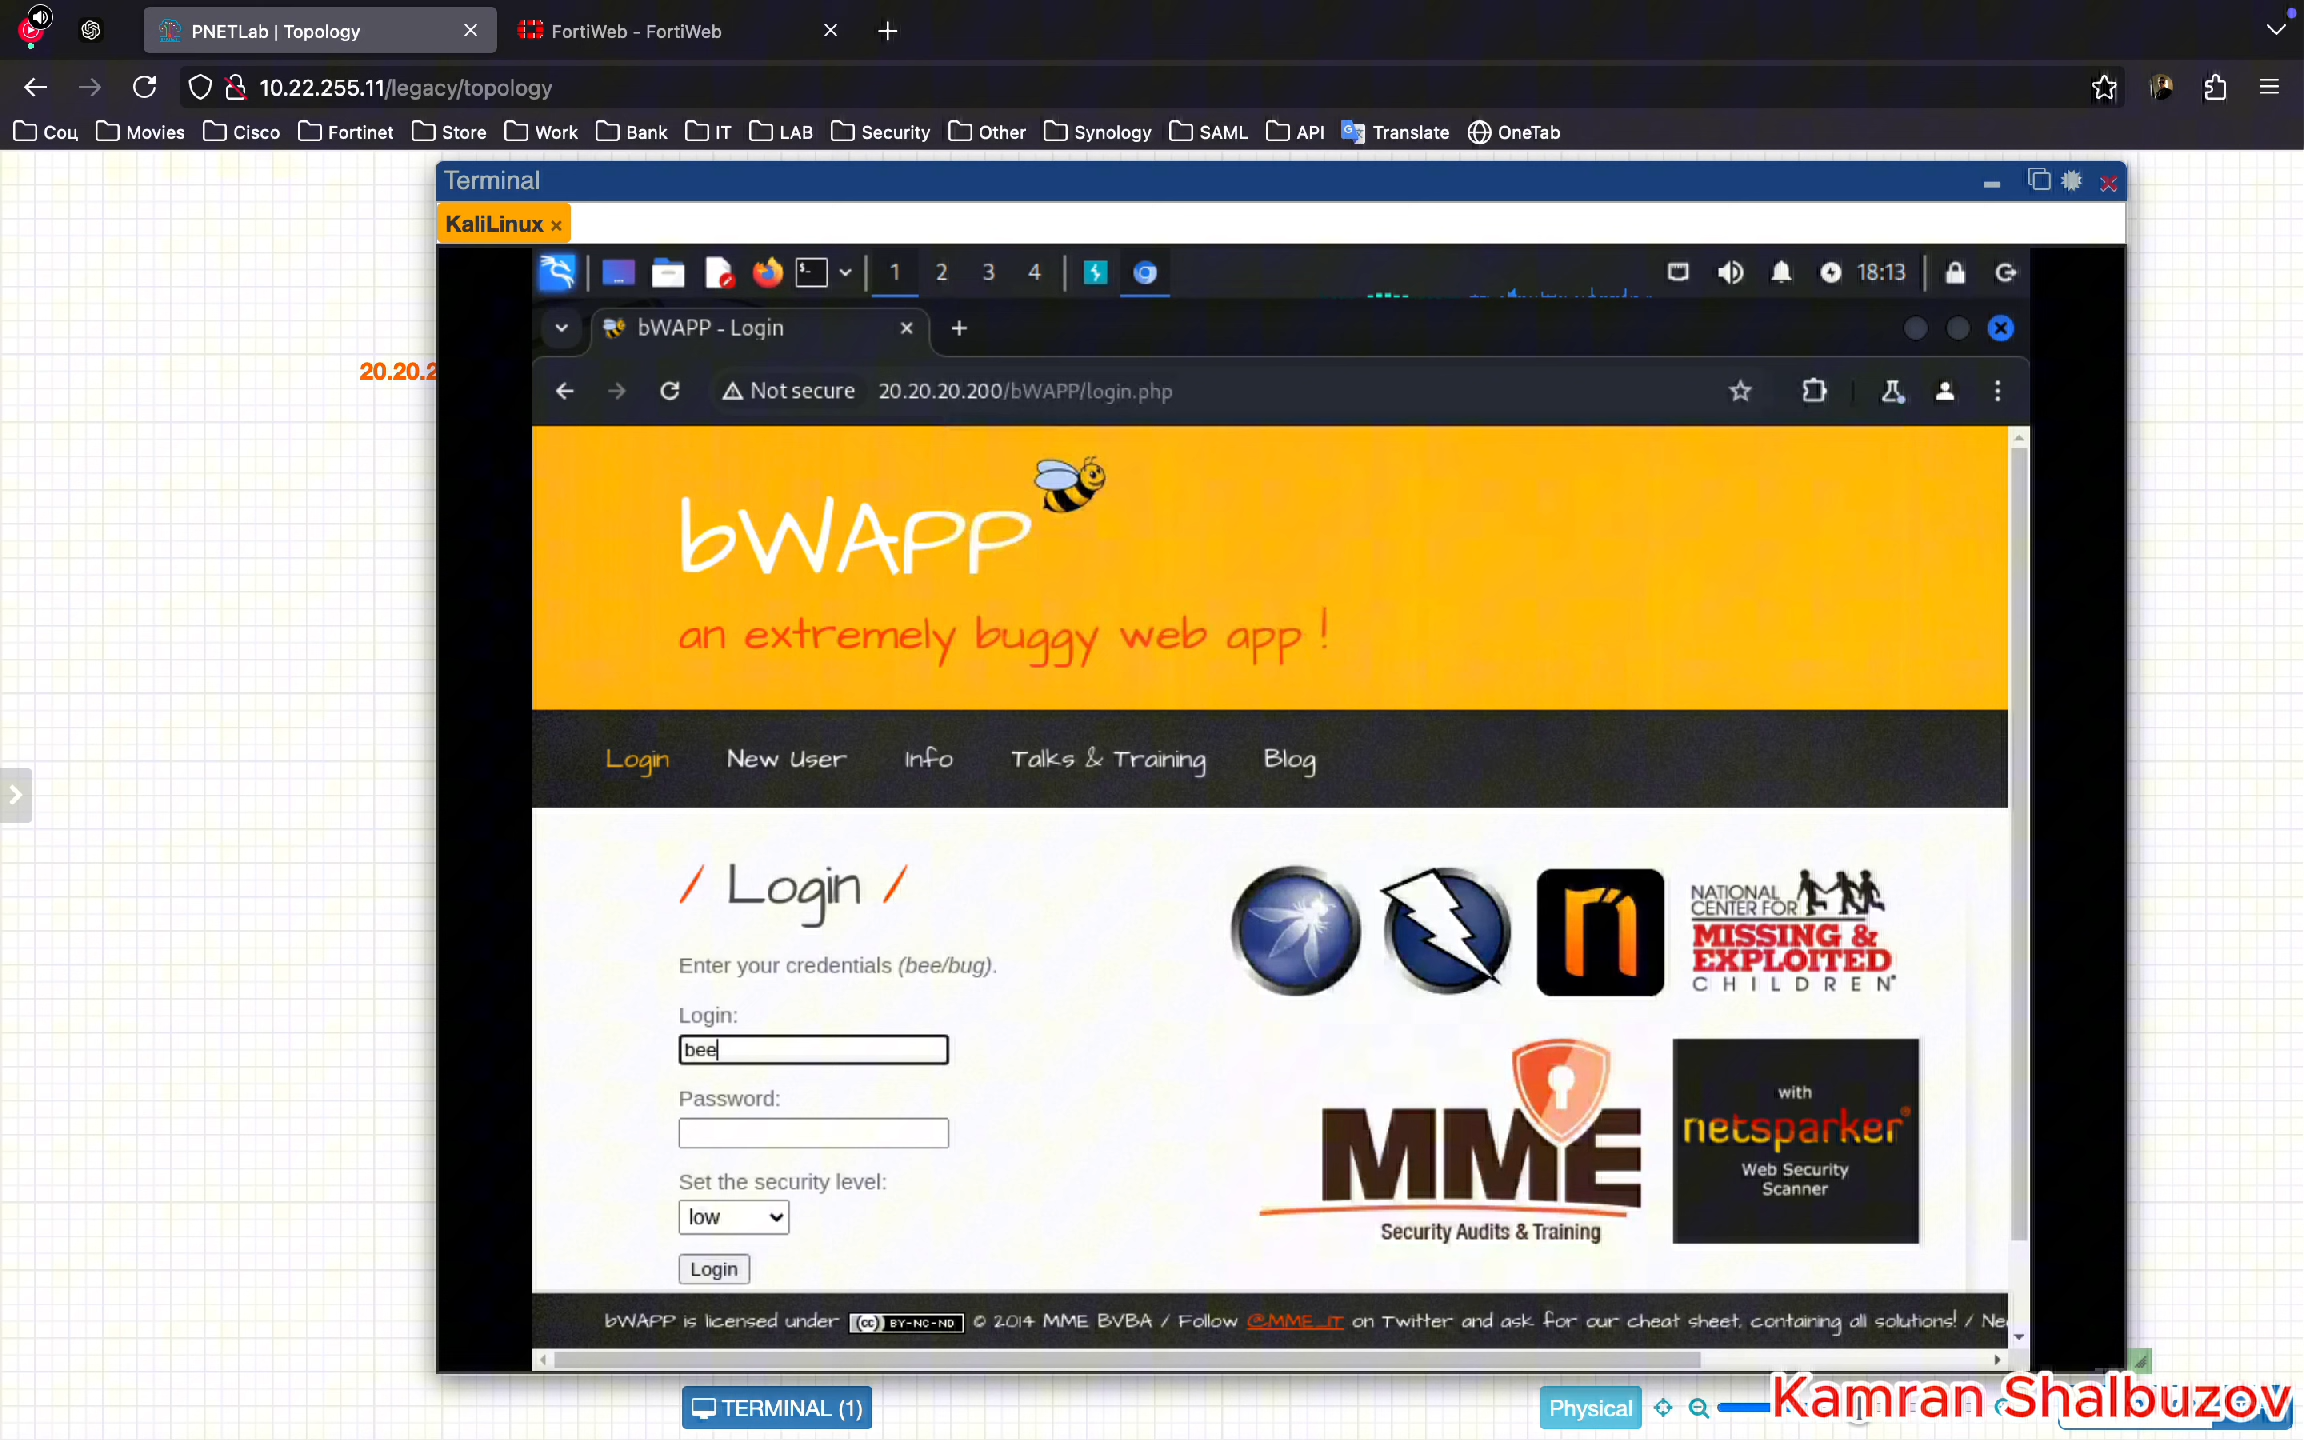 PNETLab | Topology
FortiWeb - FortiWeb
10.22.255.11/legacy/topology
Соц
Movies
Cisco
Fortinet
Store
Work
Bank
IT
LAB
Security
Other
Synology
SAML
API
Translate
OneTab
Terminal
KaliLinux ×
1 2 3 4
18:13
bWAPP - Login
Not secure 20.20.20.200/bWAPP/login.php
20.20.2
bWAPP
an extremely buggy web app !
Login New User Info Talks & Training Blog
/ Login /
Enter your credentials (bee/bug).
Login:
bee
Password:
Set the security level:
low
Login
n
NATIONAL
CENTER FOR
MISSING &
EXPLOITED
CHILDREN®
MME
Security Audits & Training
with
netsparker®
Web Security
Scanner
bWAPP is licensed under (cc) BY-NC-ND © 2014 MME BVBA / Follow @MME_IT on Twitter and ask for our cheat sheet, containing all solutions! / Ne
TERMINAL (1)
Physical
Kamran Shalbuzov